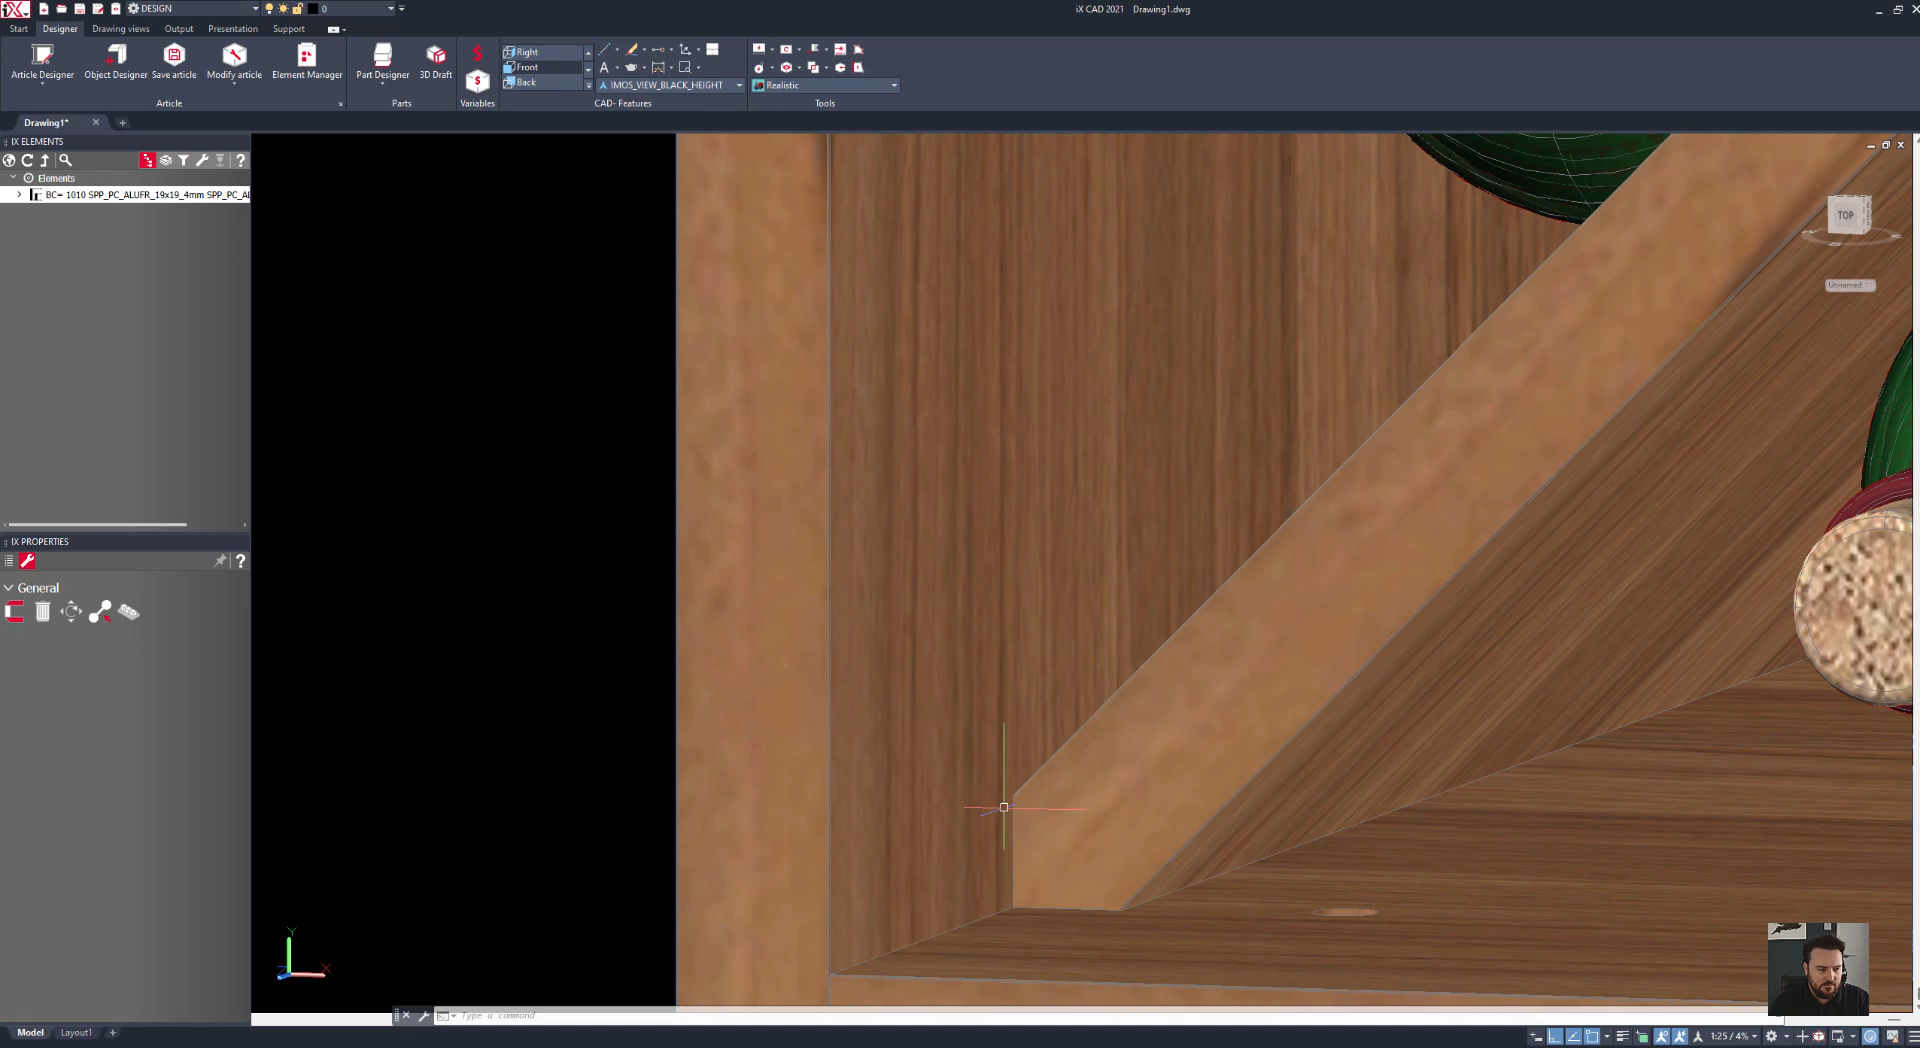 iX
DESIGN
0
iX CAD 2021 Drawing1.dwg
Start
Designer
Drawing views
Output
Presentation
Support
Article Designer
Object Designer
Save article
Modify article
Element Manager
Part Designer
3D Draft
Right
Front
Back
IMOS_VIEW_BLACK_HEIGHT
Realistic
Article
Parts
Variables
CAD- Features
Tools
Drawing1*
IX ELEMENTS
Elements
BC= 1010 SPP_PC_ALUFR_19x19_4mm SPP_PC_AL
IX PROPERTIES
General
TOP
Unnamed
Y
X
Type a command
Model
Layout1
1:25 / 4%